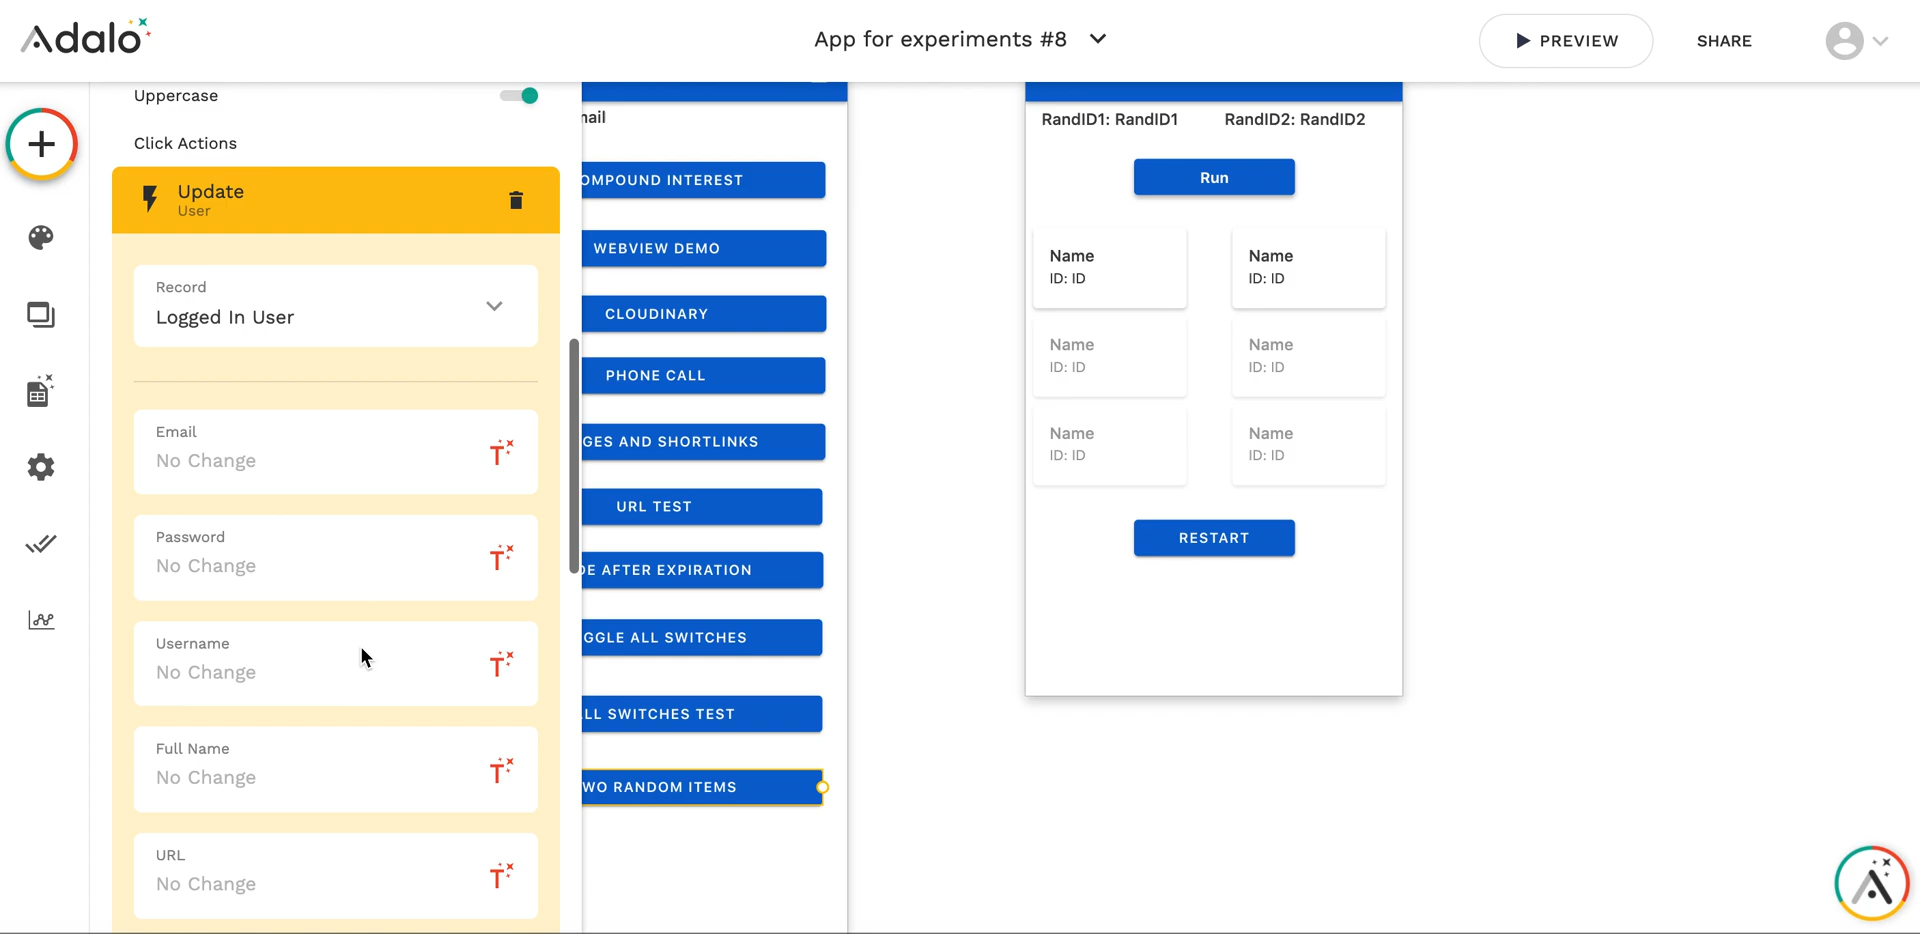 Adalo
App for experiments #8
PREVIEW
SHARE
Uppercase
Click Actions
Update
User
Record
Logged In User
Email
No Change
Password
No Change
Username
No Change
Full Name
No Change
URL
No Change
nail
OMPOUND INTEREST
WEBVIEW DEMO
CLOUDINARY
PHONE CALL
GES AND SHORTLINKS
URL TEST
DE AFTER EXPIRATION
GGLE ALL SWITCHES
LL SWITCHES TEST
WO RANDOM ITEMS
RandID1: RandID1
RandID2: RandID2
Run
Name
ID: ID
Name
ID: ID
Name
ID: ID
Name
ID: ID
Name
ID: ID
Name
ID: ID
RESTART